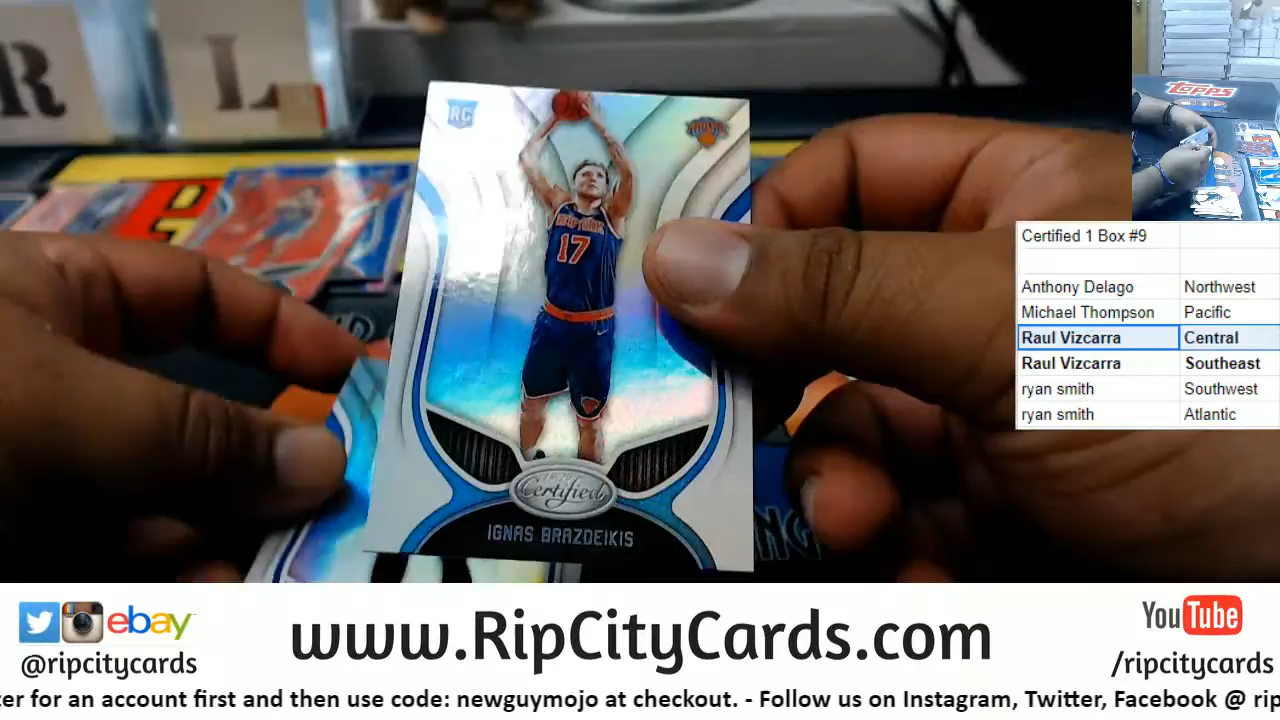 R L
RC
NEW YORK
17
Certified
IGNAS BRAZDEIKIS
Topps
Certified 1 Box #9
Anthony Delago Northwest
Michael Thompson Pacific
Raul Vizcarra Central
Raul Vizcarra Southeast
ryan smith Southwest
ryan smith Atlantic
ebay
@ripcitycards
www.RipCityCards.com
YouTube
/ripcitycards
ter for an account first and then use code: newguymojo at checkout. - Follow us on Instagram, Twitter, Facebook @ rip